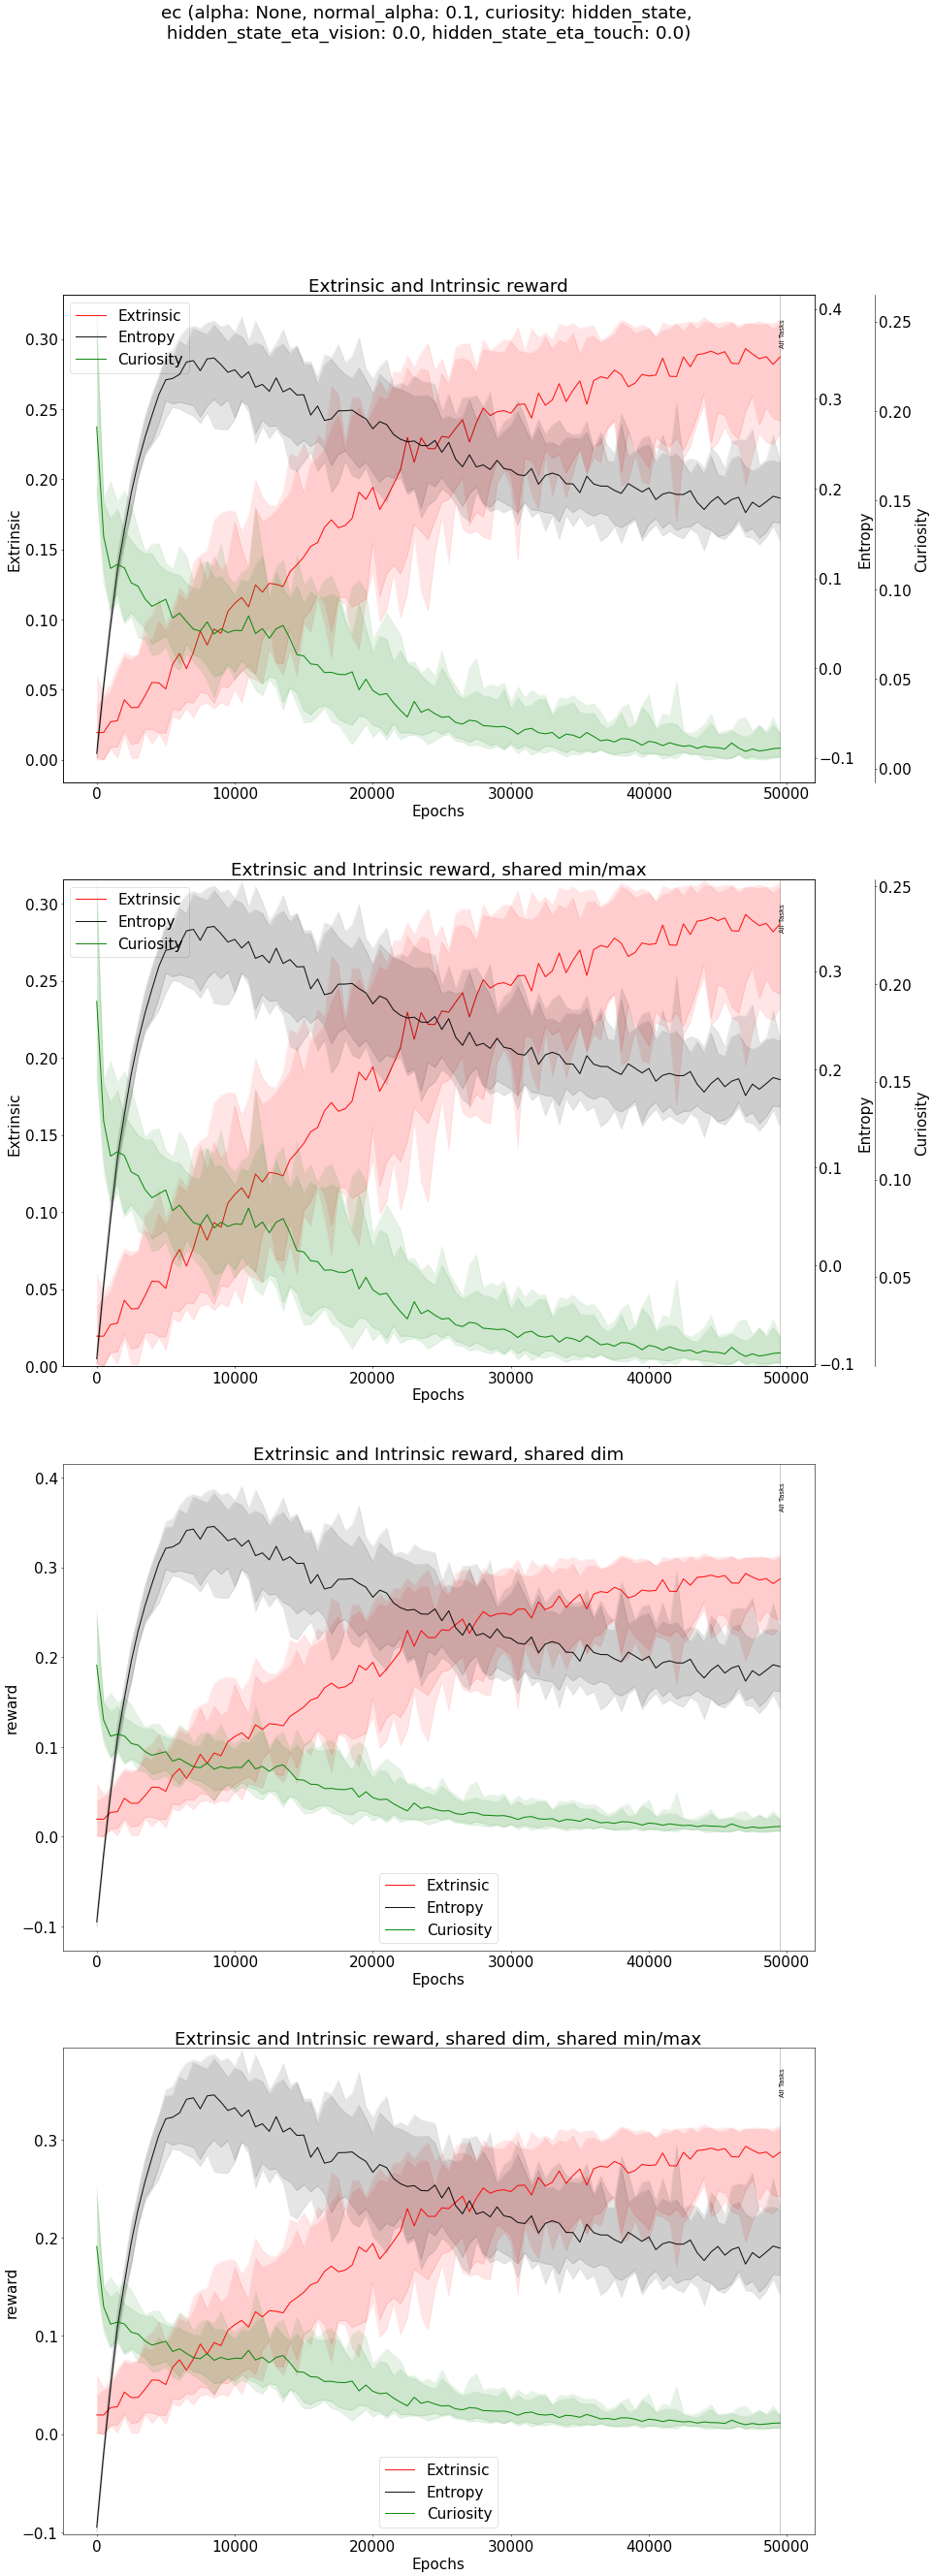 ec (alpha: None, normal_alpha: 0.1, curiosity: hidden_state,
hidden_state_eta_vision: 0.0, hidden_state_eta_touch: 0.0)
Extrinsic and Intrinsic reward
Extrinsic
Entropy
Curiosity
All Tasks
0.30
0.25
0.20
0.15
0.10
0.05
0.00
Extrinsic
0.4
0.3
0.2
0.1
0.0
−0.1
Entropy
0.25
0.20
0.15
0.10
0.05
0.00
Curiosity
0 10000 20000 30000 40000 50000
Epochs
Extrinsic and Intrinsic reward, shared min/max
Extrinsic
Entropy
Curiosity
All Tasks
0.30
0.25
0.20
0.15
0.10
0.05
0.00
Extrinsic
0.3
0.2
0.1
0.0
−0.1
Entropy
0.25
0.20
0.15
0.10
0.05
Curiosity
0 10000 20000 30000 40000 50000
Epochs
Extrinsic and Intrinsic reward, shared dim
All Tasks
0.4
0.3
0.2
0.1
0.0
−0.1
reward
Extrinsic
Entropy
Curiosity
0 10000 20000 30000 40000 50000
Epochs
Extrinsic and Intrinsic reward, shared dim, shared min/max
All Tasks
0.3
0.2
0.1
0.0
−0.1
reward
Extrinsic
Entropy
Curiosity
0 10000 20000 30000 40000 50000
Epochs